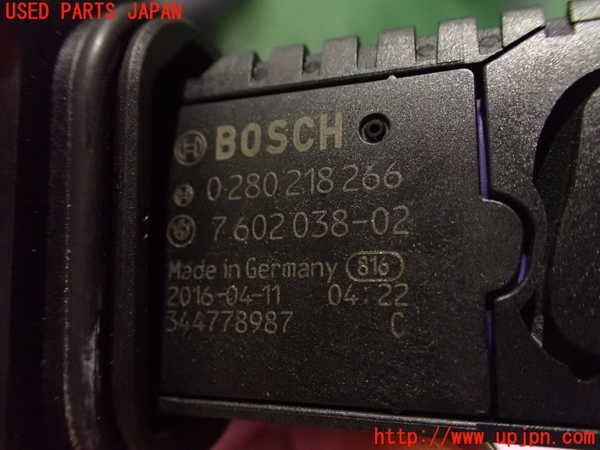 USED PARTS JAPAN
BOSCH
0 280 218 266
7.602 038-02
Made in Germany 816
2016-04-11 04:22
344778987 C
http://www.upjpn.com/